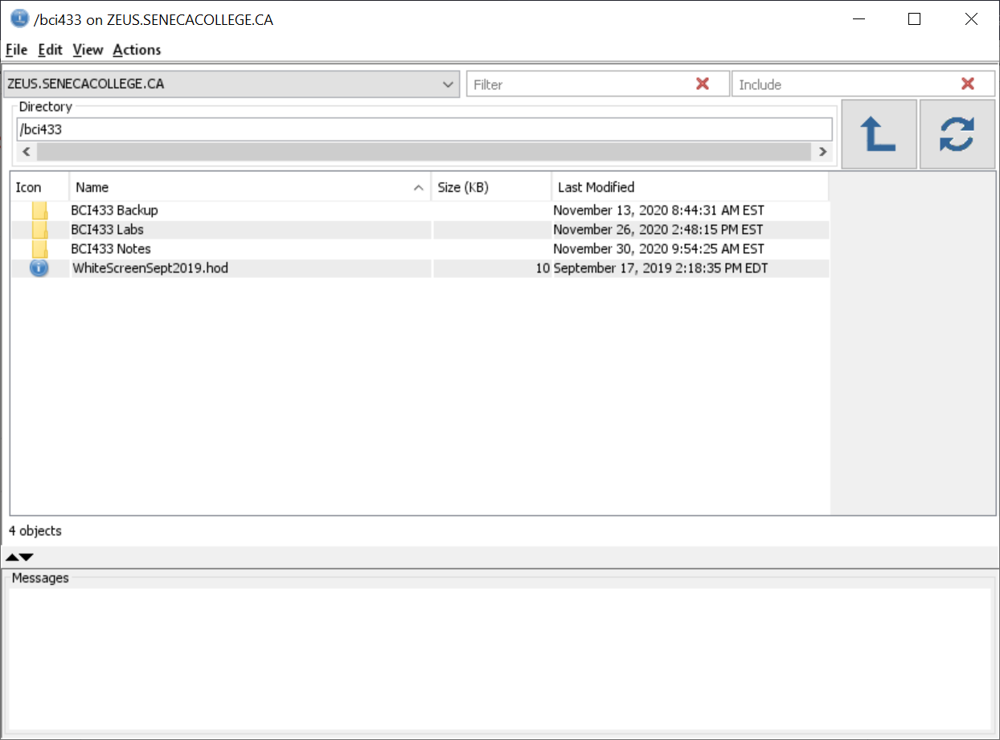 /bci433 on ZEUS.SENECACOLLEGE.CA
File Edit View Actions
ZEUS.SENECACOLLEGE.CA Filter Include
Directory
/bci433
Icon Name Size (KB) Last Modified
BCI433 Backup November 13, 2020 8:44:31 AM EST
BCI433 Labs November 26, 2020 2:48:15 PM EST
BCI433 Notes November 30, 2020 9:54:25 AM EST
WhiteScreenSept2019.hod 10 September 17, 2019 2:18:35 PM EDT
4 objects
Messages